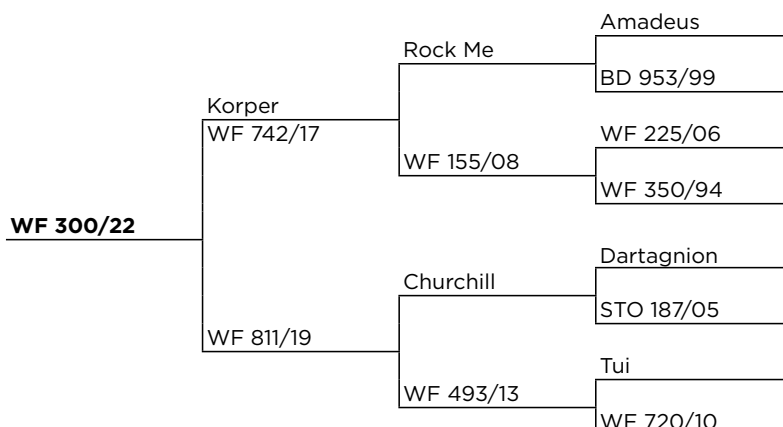 Amadeus
Rock Me
BD 953/99
Korper
WF 742/17
WF 225/06
WF 155/08
WF 350/94
WF 300/22
Dartagnion
Churchill
STO 187/05
WF 811/19
Tui
WF 493/13
WF 720/10